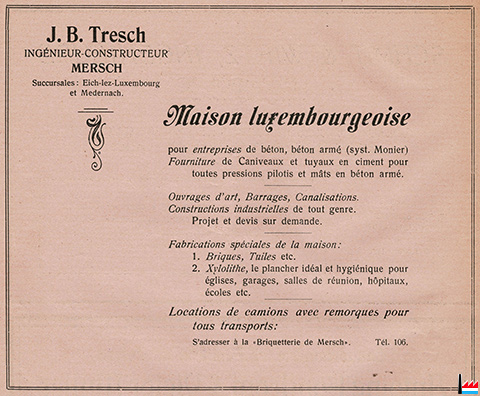 J. B. Tresch
INGÉNIEUR-CONSTRUCTEUR
MERSCH
Succursales: Eich-lez-Luxembourg
et Medernach.
Maison luxembourgeoise
pour entreprises de béton, béton armé (syst. Monier)
Fourniture de Caniveaux et tuyaux en ciment pour
toutes pressions pilotis et mâts en béton armé.
Ouvrages d'art, Barrages, Canalisations.
Constructions industrielles de tout genre.
Projet et devis sur demande.
Fabrications spéciales de la maison:
1. Briques, Tuiles etc.
2. Xylolithe, le plancher idéal et hygiénique pour
églises, garages, salles de réunion, hôpitaux,
écoles etc.
Locations de camions avec remorques pour
tous transports:
S'adresser à la «Briquetterie de Mersch». Tél. 106.